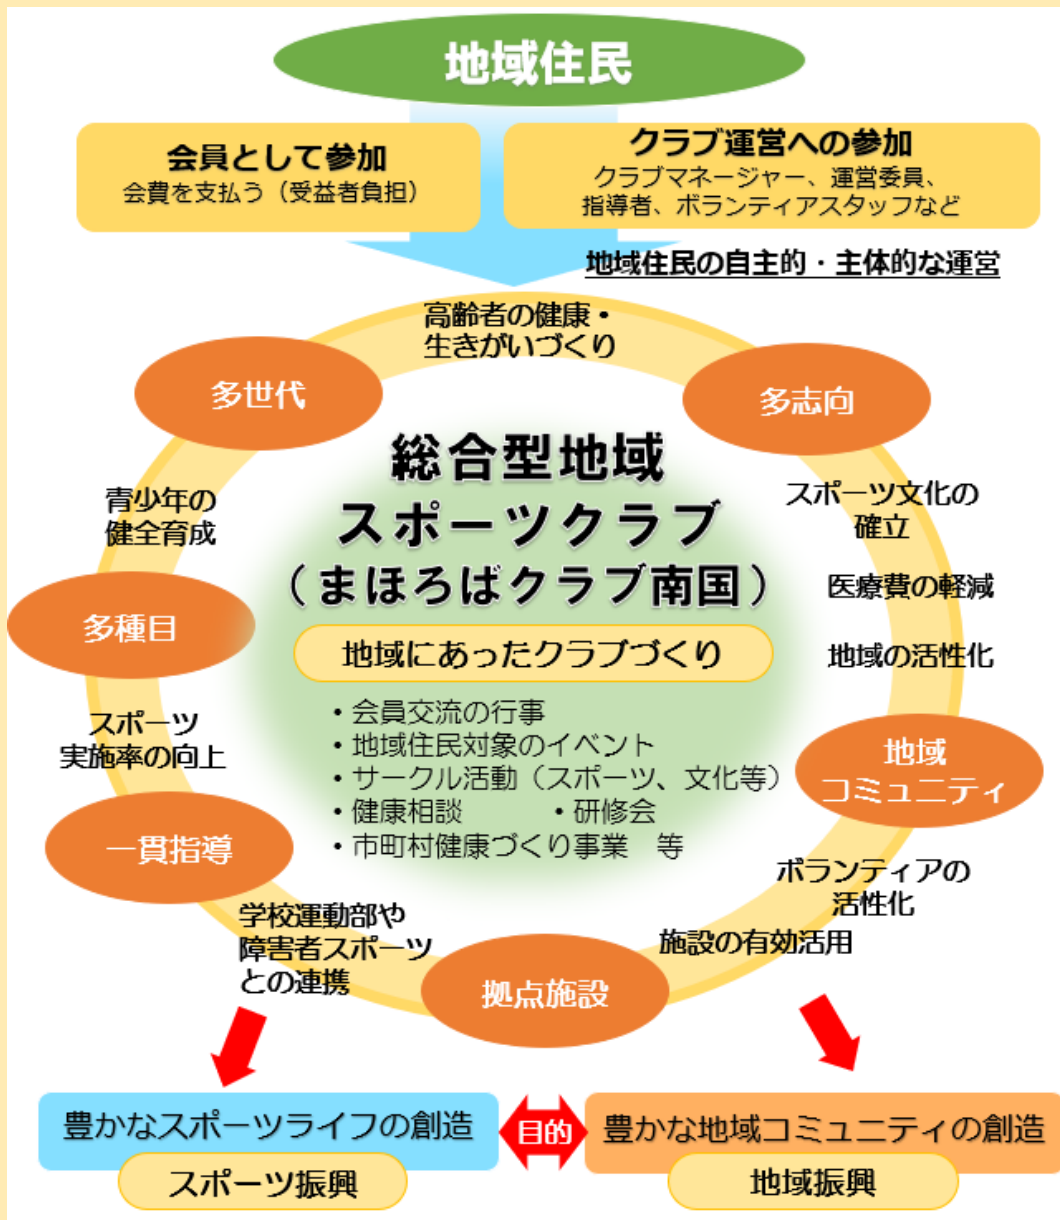 地域住民
会員として参加
会費を支払う（受益者負担）
クラブ運営への参加
クラブマネージャー、運営委員、
指導者、ボランティアスタッフなど
地域住民の自主的・主体的な運営
高齢者の健康・
生きがいづくり
多世代
多志向
総合型地域
スポーツクラブ
（まほろばクラブ南国）
青少年の
健全育成
スポーツ文化の
確立
医療費の軽減
多種目
地域にあったクラブづくり
地域の活性化
・会員交流の行事
・地域住民対象のイベント
・サークル活動（スポーツ、文化等）
・健康相談　　　・研修会
・市町村健康づくり事業　等
スポーツ
実施率の向上
地域
コミュニティ
一貫指導
ボランティアの
活性化
学校運動部や
障害者スポーツ
との連携
施設の有効活用
拠点施設
豊かなスポーツライフの創造
目的
豊かな地域コミュニティの創造
スポーツ振興
地域振興